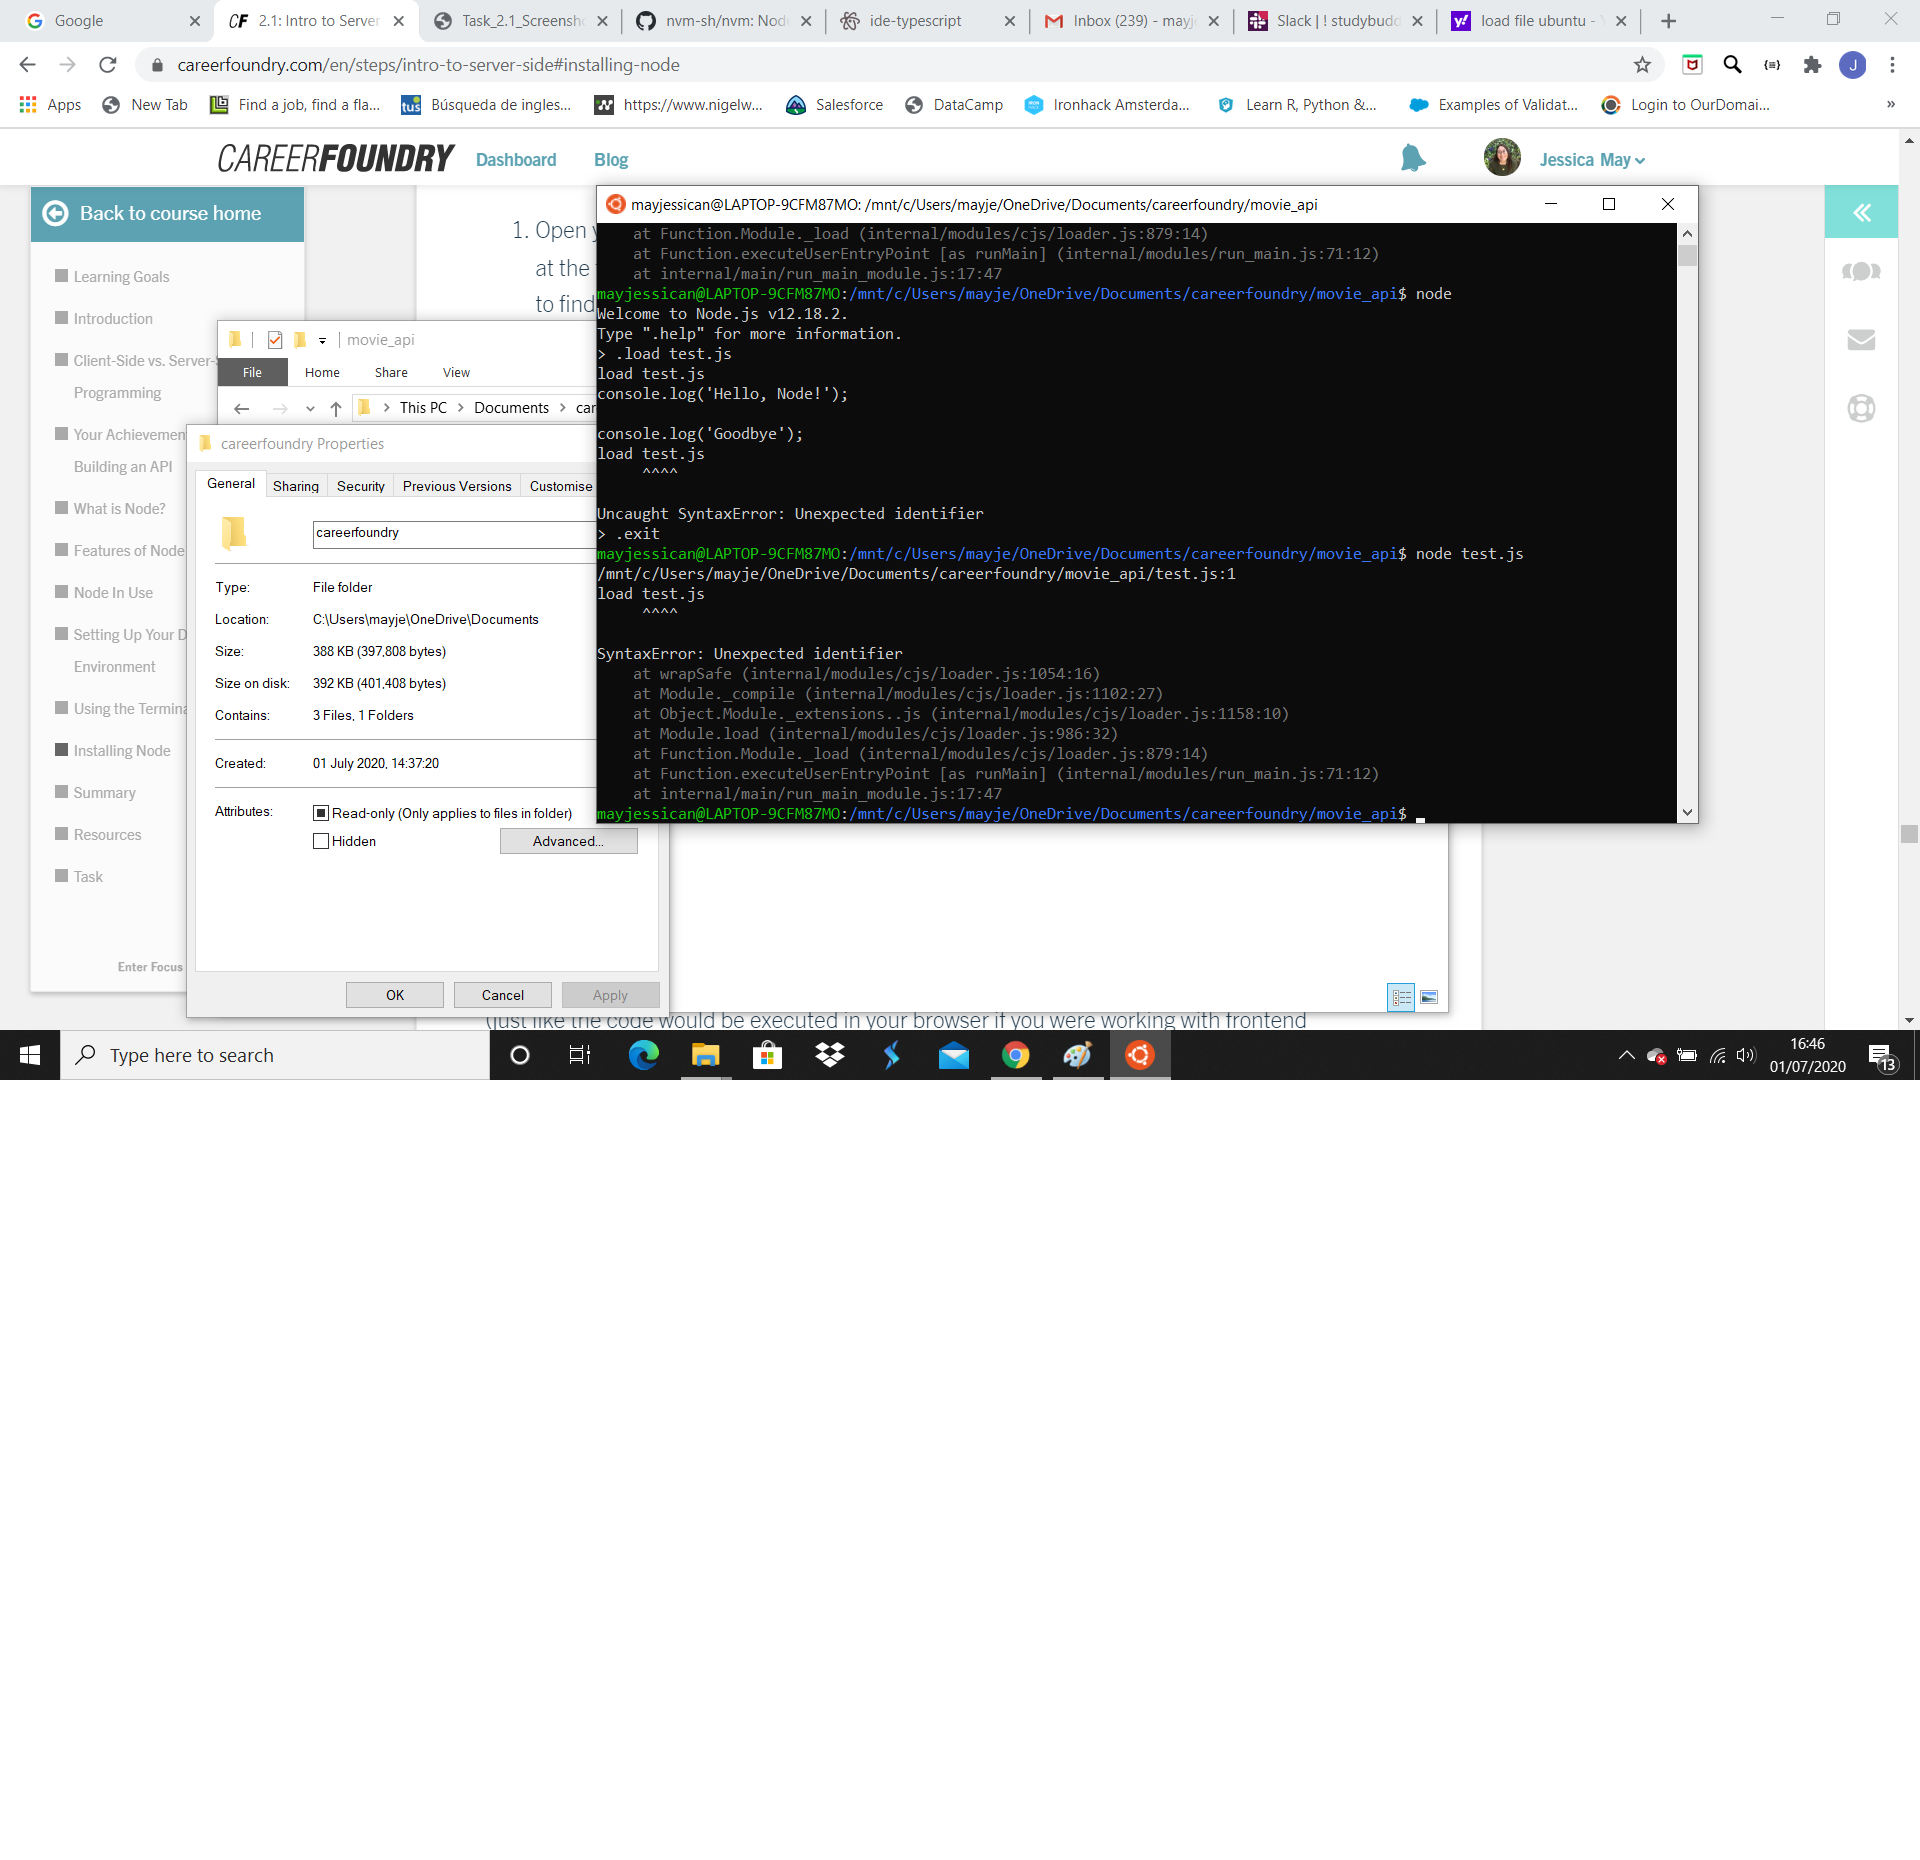 Google
2.1: Intro to Server
Task_2.1_Screensho
nvm-sh/nvm: Node
ide-typescript
Inbox (239) - mayje
Slack | ! studybudd
load file ubuntu - Y
careerfoundry.com/en/steps/intro-to-server-side#installing-node
J
Apps
New Tab
Find a job, find a fla...
Búsqueda de ingles...
https://www.nigelw...
Salesforce
DataCamp
Ironhack Amsterda...
Learn R, Python &...
Examples of Validat...
Login to OurDomai...
»
CAREERFOUNDRY
Dashboard
Blog
Jessica May
Back to course home
Learning Goals
Introduction
Client-Side vs. Server-S
Programming
Your Achievemen
Building an API
What is Node?
Features of Node
Node In Use
Setting Up Your D
Environment
Using the Termina
Installing Node
Summary
Resources
Task
Enter Focus
1. Open y
at the
to find
movie_api
File
Home
Share
View
This PC > Documents > car
careerfoundry Properties
General
Sharing
Security
Previous Versions
Customise
careerfoundry
Type: File folder
Location: C:\Users\mayje\OneDrive\Documents
Size: 388 KB (397,808 bytes)
Size on disk: 392 KB (401,408 bytes)
Contains: 3 Files, 1 Folders
Created: 01 July 2020, 14:37:20
Attributes: Read-only (Only applies to files in folder)
Hidden
Advanced...
OK
Cancel
Apply
mayjessican@LAPTOP-9CFM87MO: /mnt/c/Users/mayje/OneDrive/Documents/careerfoundry/movie_api
at Function.Module._load (internal/modules/cjs/loader.js:879:14)
at Function.executeUserEntryPoint [as runMain] (internal/modules/run_main.js:71:12)
at internal/main/run_main_module.js:17:47
mayjessican@LAPTOP-9CFM87MO:/mnt/c/Users/mayje/OneDrive/Documents/careerfoundry/movie_api$ node
Welcome to Node.js v12.18.2.
Type ".help" for more information.
> .load test.js
load test.js
console.log('Hello, Node!');
console.log('Goodbye');
load test.js
^^^^
Uncaught SyntaxError: Unexpected identifier
> .exit
mayjessican@LAPTOP-9CFM87MO:/mnt/c/Users/mayje/OneDrive/Documents/careerfoundry/movie_api$ node test.js
/mnt/c/Users/mayje/OneDrive/Documents/careerfoundry/movie_api/test.js:1
load test.js
^^^^
SyntaxError: Unexpected identifier
at wrapSafe (internal/modules/cjs/loader.js:1054:16)
at Module._compile (internal/modules/cjs/loader.js:1102:27)
at Object.Module._extensions..js (internal/modules/cjs/loader.js:1158:10)
at Module.load (internal/modules/cjs/loader.js:986:32)
at Function.Module._load (internal/modules/cjs/loader.js:879:14)
at Function.executeUserEntryPoint [as runMain] (internal/modules/run_main.js:71:12)
at internal/main/run_main_module.js:17:47
mayjessican@LAPTOP-9CFM87MO:/mnt/c/Users/mayje/OneDrive/Documents/careerfoundry/movie_api$
(just like the code would be executed in your browser if you were working with frontend
Type here to search
16:46
01/07/2020
13